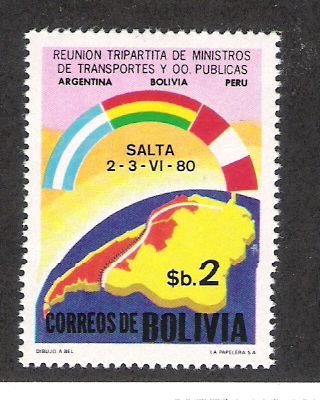 REUNION TRIPARTITA DE MINISTROS
DE TRANSPORTES Y OO. PUBLICAS
ARGENTINA BOLIVIA PERU
SALTA
2-3-VI-80
$b.2
CORREOS DE BOLIVIA
DIBUJO A BEL LA PAPELERA S.A